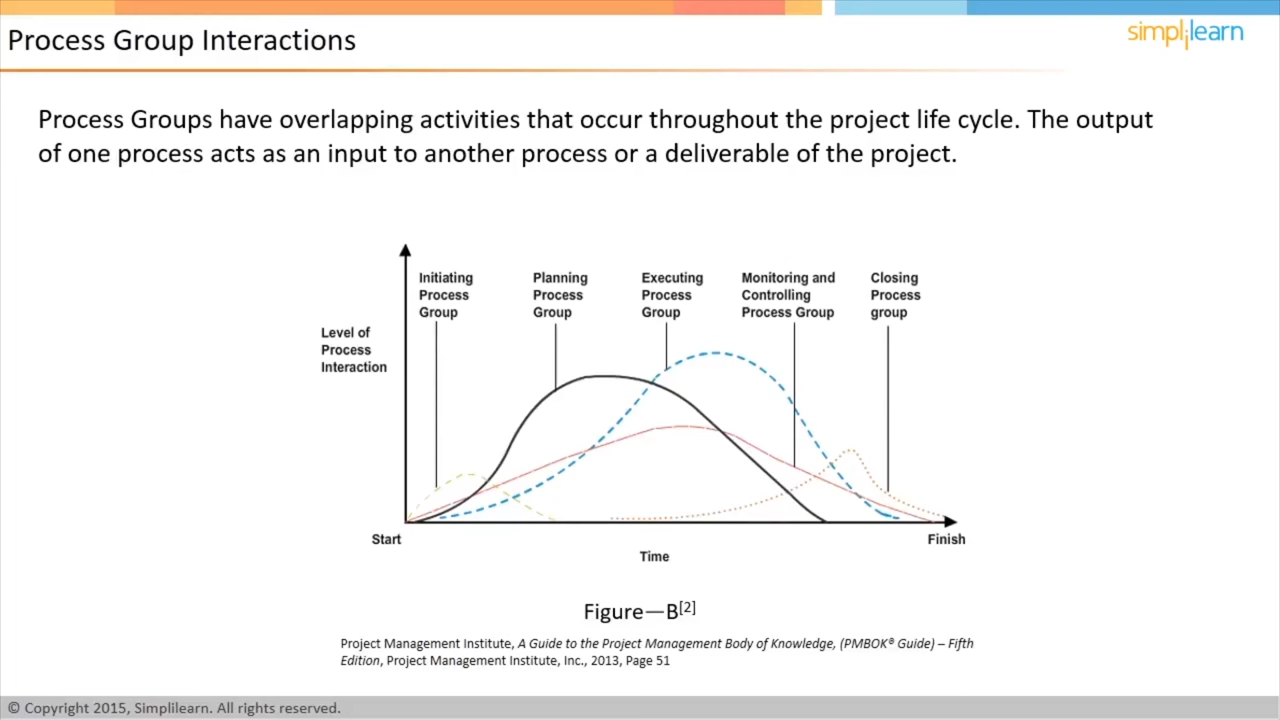 Process Group Interactions
simplilearn
Process Groups have overlapping activities that occur throughout the project life cycle. The output
of one process acts as an input to another process or a deliverable of the project.
Initiating
Process
Group
Planning
Process
Group
Executing
Process
Group
Monitoring and
Controlling
Process Group
Closing
Process
group
Level of
Process
Interaction
Start
Finish
Time
Figure—B[2]
Project Management Institute, A Guide to the Project Management Body of Knowledge, (PMBOK® Guide) – Fifth
Edition, Project Management Institute, Inc., 2013, Page 51
© Copyright 2015, Simplilearn. All rights reserved.